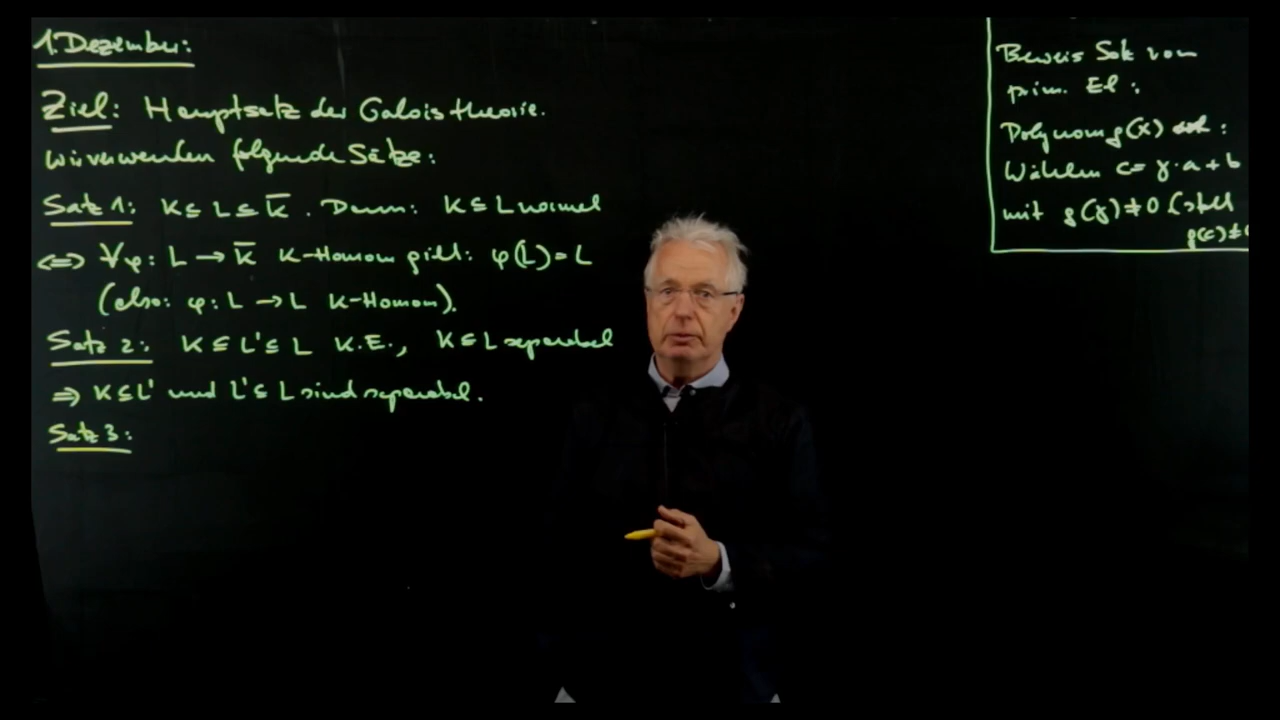 1. Dezember:
Ziel: Hauptsatz der Galoistheorie.
Wir verwenden folgende Sätze:
Satz 1: K ⊆ L ⊆ K̅. Dann: K ⊆ L normal
⇔ ∀φ: L → K̅ K-Homom gilt: φ(L) = L
(also: φ: L → L K-Homom).
Satz 2: K ⊆ L' ⊆ L K.E., K ⊆ L separabel
⇒ K ⊆ L' und L' ⊆ L sind separabel.
Satz 3:
Beweis Satz vom
prim. El:
Polynom g(x) :
Wählen c = γ·a + b
mit g(γ) ≠ 0 (statt
g(c) ≠